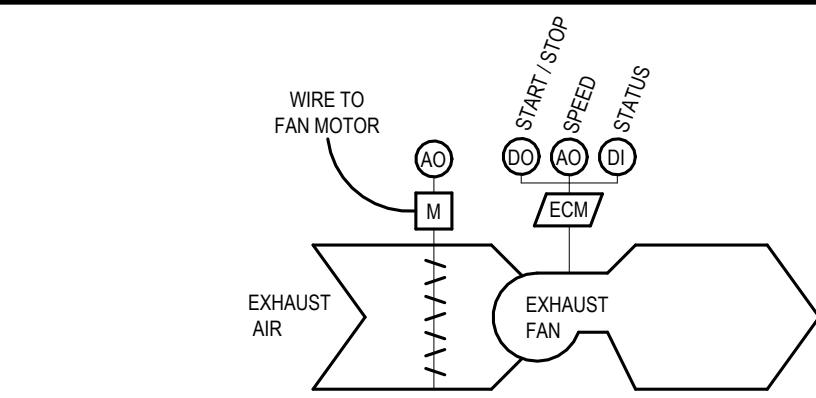 WIRE TO
FAN MOTOR
START / STOP
SPEED
STATUS
AO
DO
AO
DI
M
ECM
EXHAUST
AIR
EXHAUST
FAN